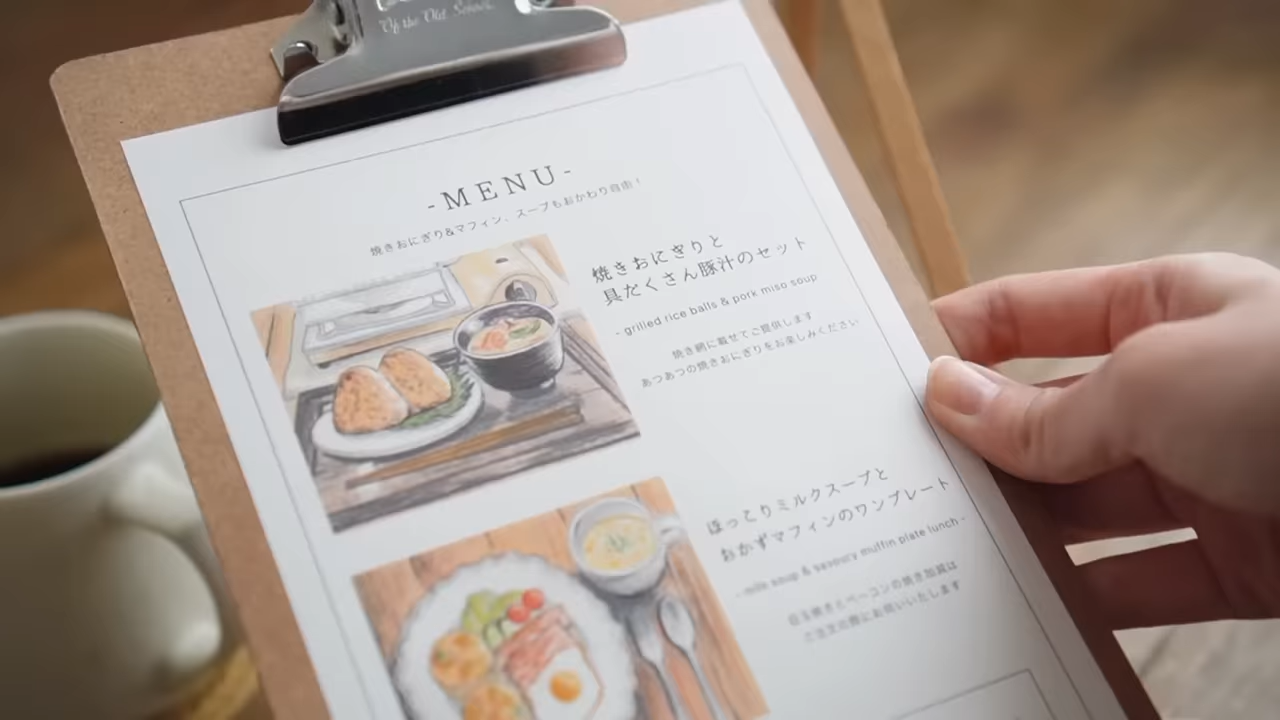 Of the Old School
-MENU-
焼きおにぎり&マフィン、スープもおかわり自由！
焼きおにぎりと
具だくさん豚汁のセット
- grilled rice balls & pork miso soup
焼き網に載せてご提供します
あつあつの焼きおにぎりをお楽しみください
ほっこりミルクスープと
おかずマフィンのワンプレート
- milk soup & savoury muffin plate lunch -
目玉焼きとベーコンの焼き加減は
ご注文の際にお伺いいたします